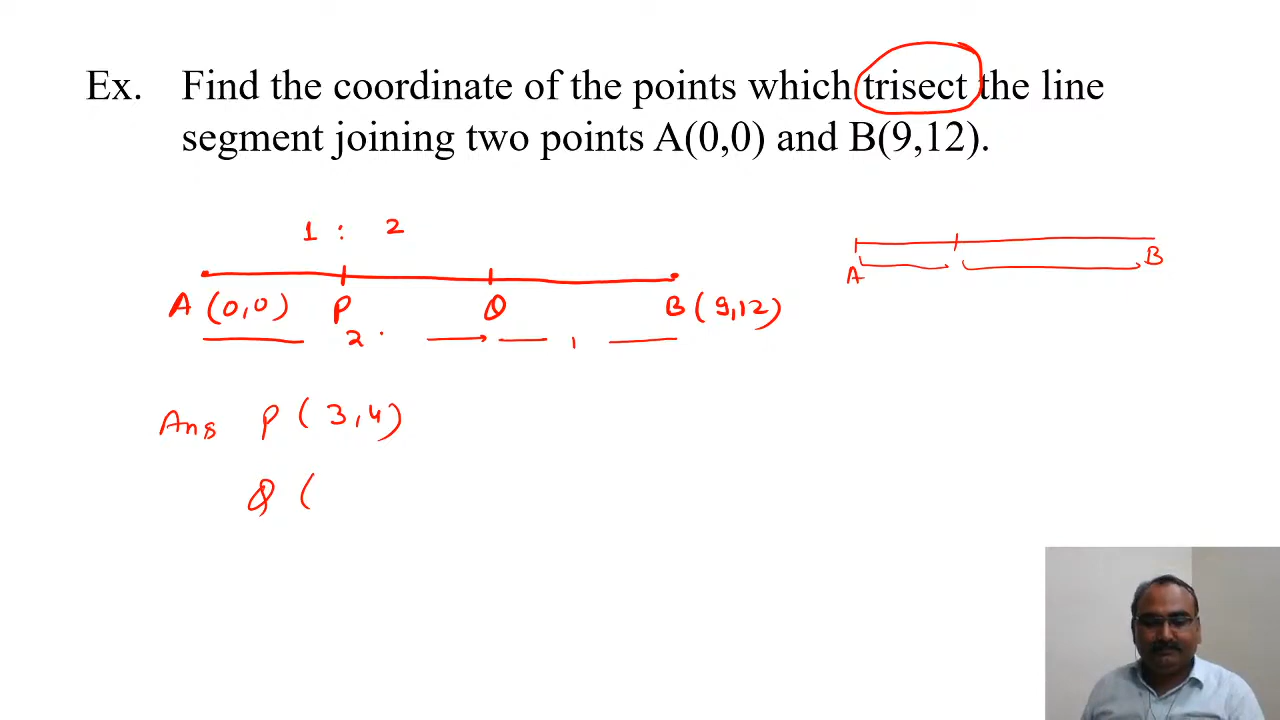 Ex. Find the coordinate of the points which trisect the line
segment joining two points A(0,0) and B(9,12).
1 : 2
A (0,0) P Q B (9,12)
2 1
A B
Ans P (3,4)
Q (